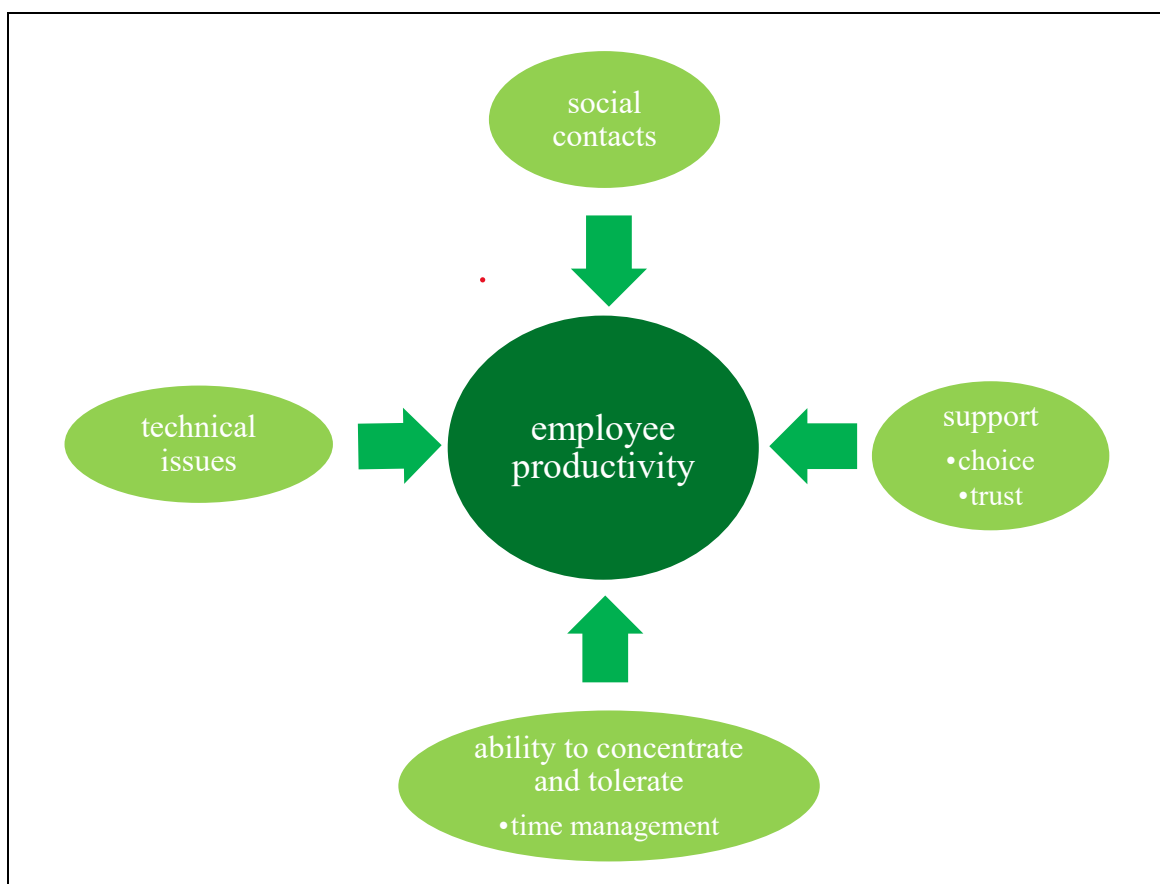 social
contacts
technical
issues
employee
productivity
support
•choice
•trust
ability to concentrate
and tolerate
•time management